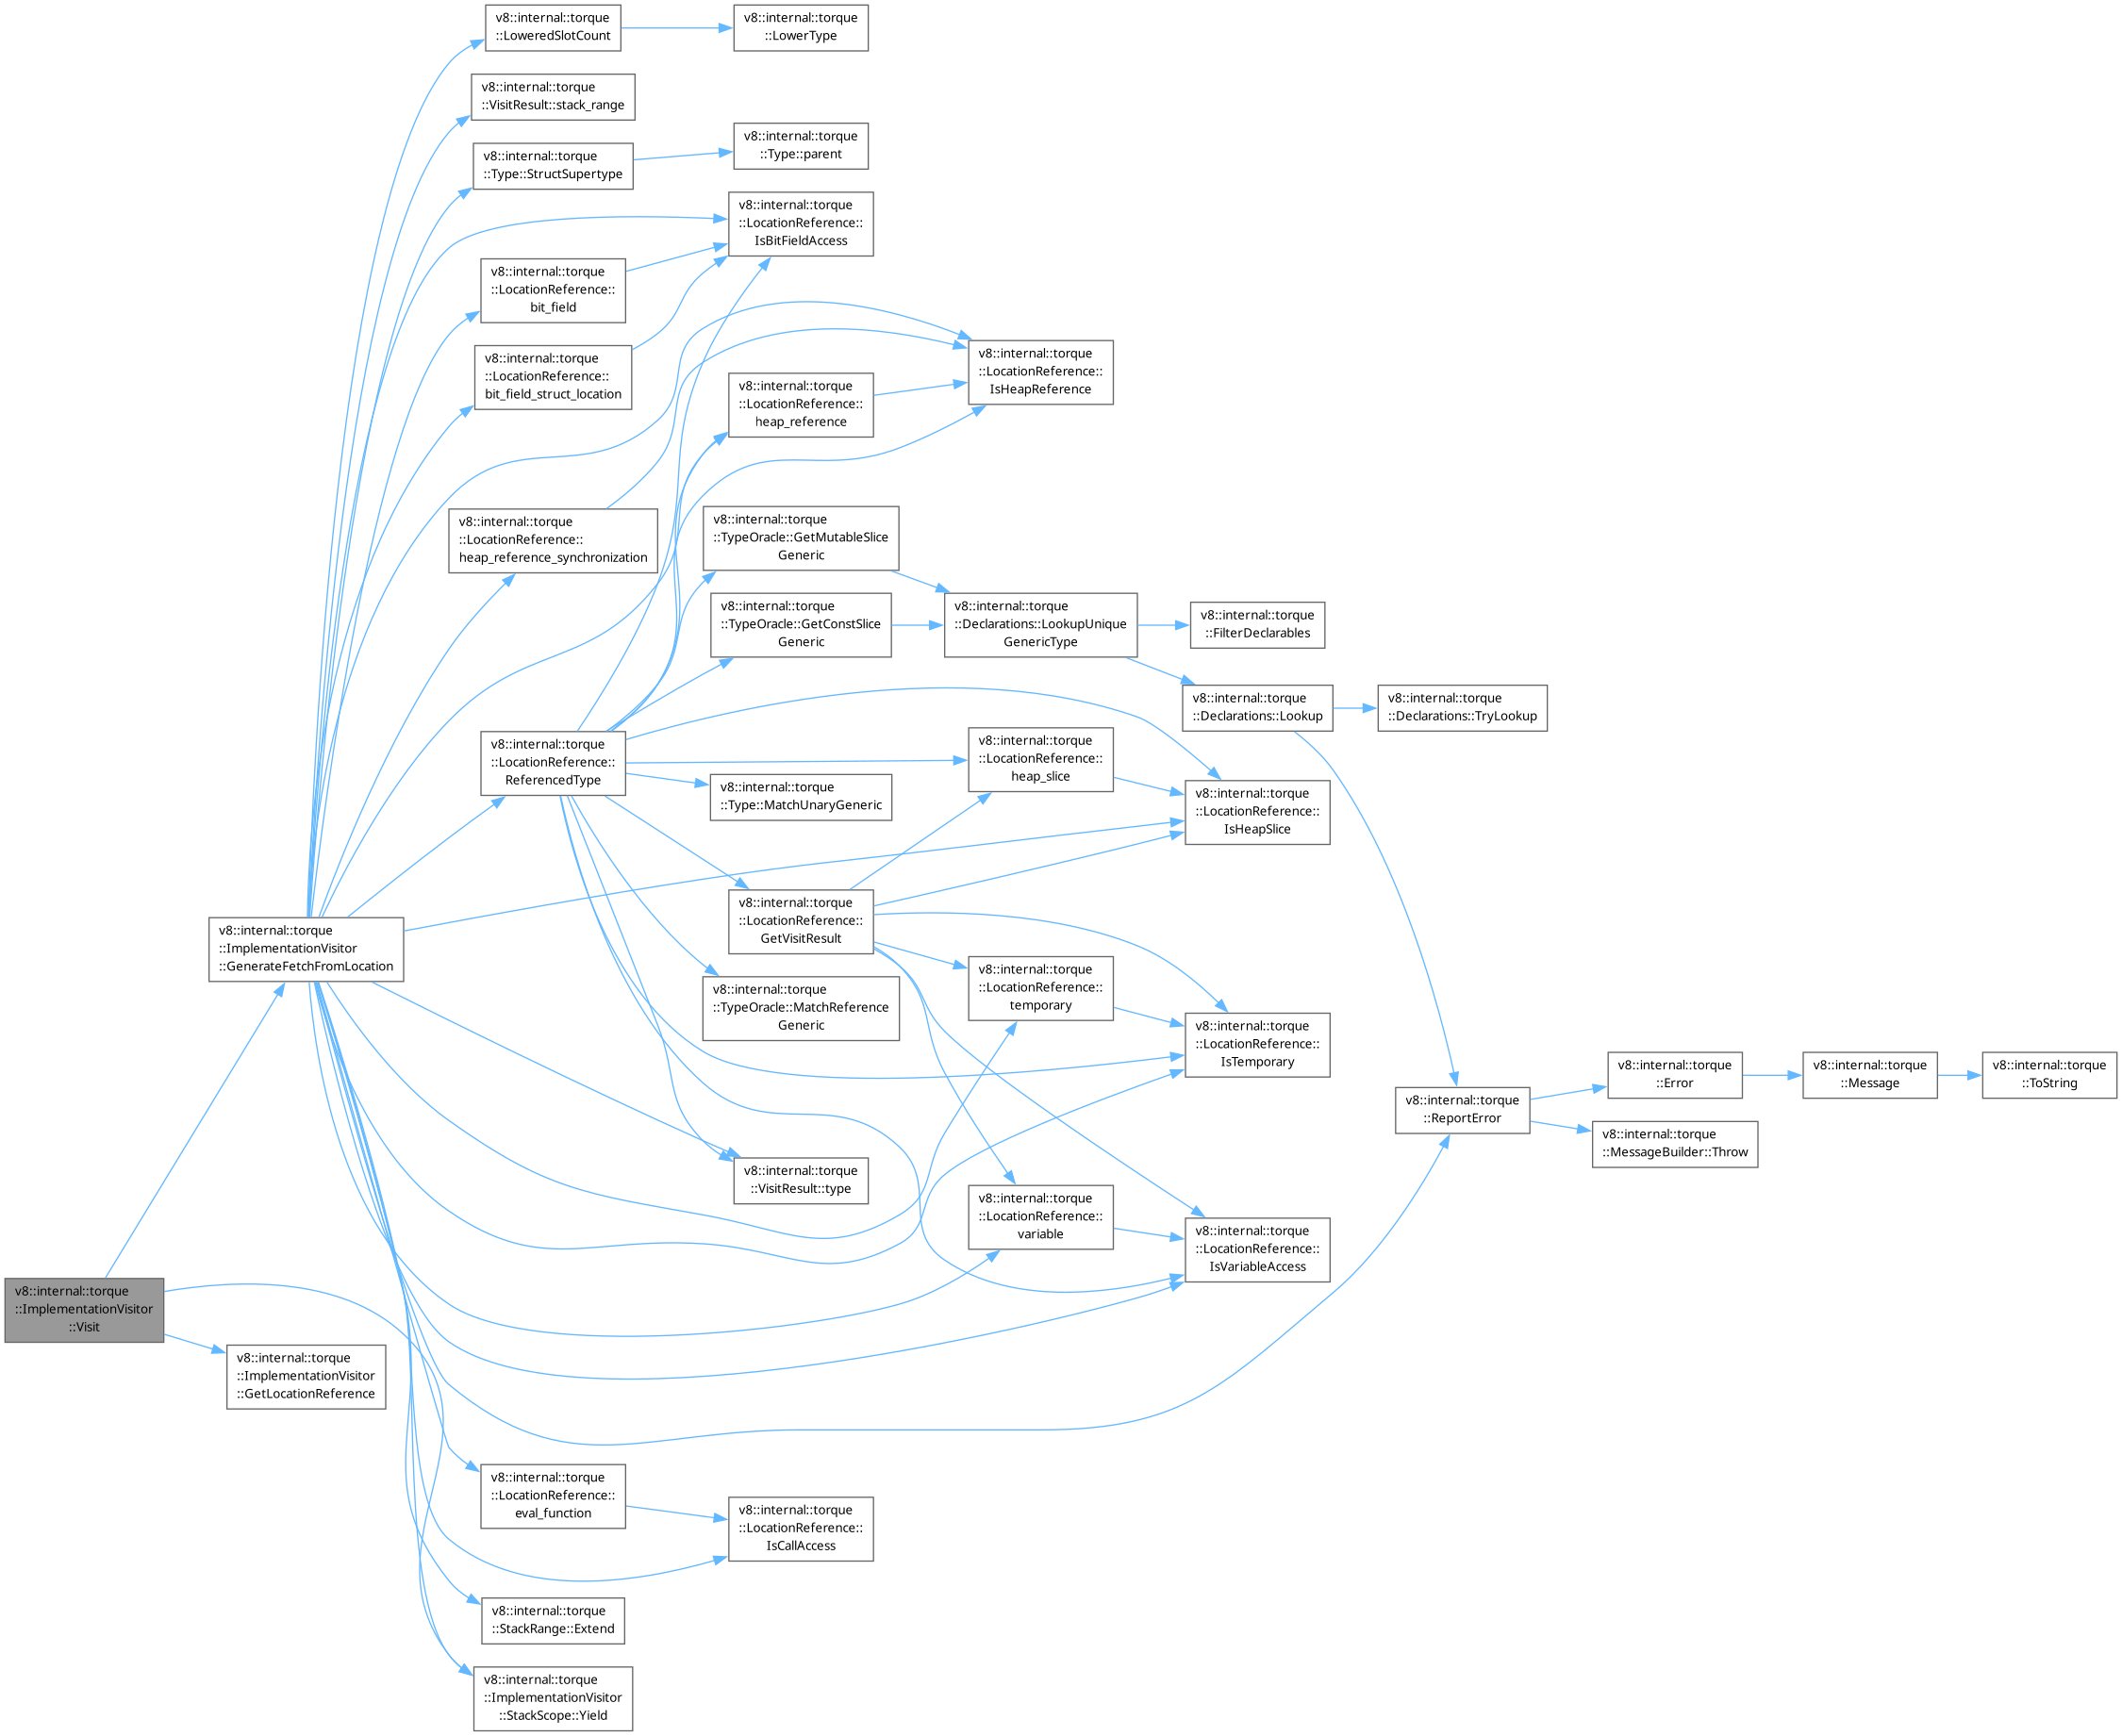 v8::internal::torque
::LoweredSlotCount
v8::internal::torque
::LowerType
v8::internal::torque
::VisitResult::stack_range
v8::internal::torque
::Type::parent
v8::internal::torque
::Type::StructSupertype
v8::internal::torque
::LocationReference::
IsBitFieldAccess
v8::internal::torque
::LocationReference::
bit_field
v8::internal::torque
::LocationReference::
IsHeapReference
v8::internal::torque
::LocationReference::
bit_field_struct_location
v8::internal::torque
::LocationReference::
heap_reference
v8::internal::torque
::LocationReference::
heap_reference_synchronization
v8::internal::torque
::TypeOracle::GetMutableSlice
Generic
v8::internal::torque
::TypeOracle::GetConstSlice
Generic
v8::internal::torque
::Declarations::LookupUnique
GenericType
v8::internal::torque
::FilterDeclarables
v8::internal::torque
::Declarations::Lookup
v8::internal::torque
::Declarations::TryLookup
v8::internal::torque
::LocationReference::
ReferencedType
v8::internal::torque
::LocationReference::
heap_slice
v8::internal::torque
::Type::MatchUnaryGeneric
v8::internal::torque
::LocationReference::
IsHeapSlice
v8::internal::torque
::LocationReference::
GetVisitResult
v8::internal::torque
::ImplementationVisitor
::GenerateFetchFromLocation
v8::internal::torque
::LocationReference::
temporary
v8::internal::torque
::TypeOracle::MatchReference
Generic
v8::internal::torque
::LocationReference::
IsTemporary
v8::internal::torque
::Error
v8::internal::torque
::Message
v8::internal::torque
::ToString
v8::internal::torque
::ReportError
v8::internal::torque
::MessageBuilder::Throw
v8::internal::torque
::VisitResult::type
v8::internal::torque
::LocationReference::
variable
v8::internal::torque
::LocationReference::
IsVariableAccess
v8::internal::torque
::ImplementationVisitor
::Visit
v8::internal::torque
::ImplementationVisitor
::GetLocationReference
v8::internal::torque
::LocationReference::
eval_function
v8::internal::torque
::LocationReference::
IsCallAccess
v8::internal::torque
::StackRange::Extend
v8::internal::torque
::ImplementationVisitor
::StackScope::Yield